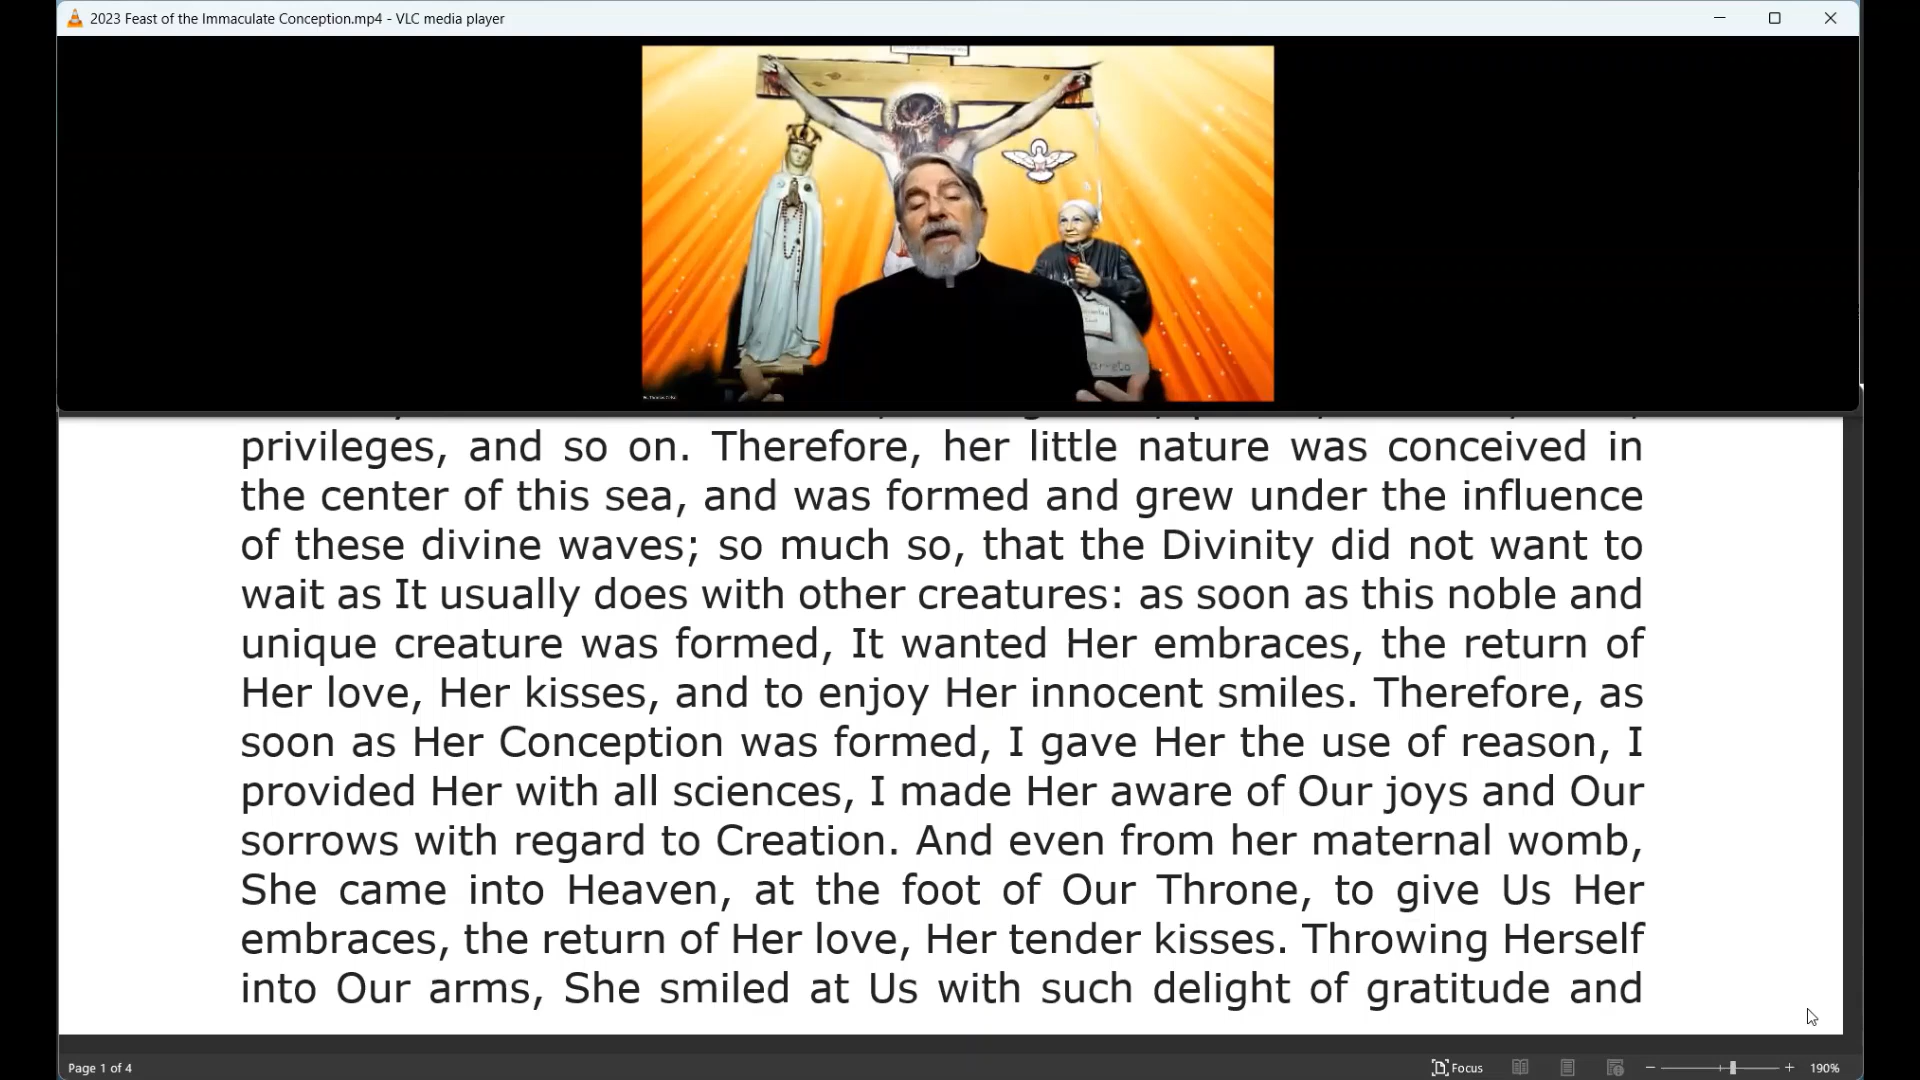 2023 Feast of the Immaculate Conception.mp4 - VLC media player
privileges, and so on. Therefore, her little nature was conceived in
the center of this sea, and was formed and grew under the influence
of these divine waves; so much so, that the Divinity did not want to
wait as It usually does with other creatures: as soon as this noble and
unique creature was formed, It wanted Her embraces, the return of
Her love, Her kisses, and to enjoy Her innocent smiles. Therefore, as
soon as Her Conception was formed, I gave Her the use of reason, I
provided Her with all sciences, I made Her aware of Our joys and Our
sorrows with regard to Creation. And even from her maternal womb,
She came into Heaven, at the foot of Our Throne, to give Us Her
embraces, the return of Her love, Her tender kisses. Throwing Herself
into Our arms, She smiled at Us with such delight of gratitude and
Page 1 of 4
Focus
190%